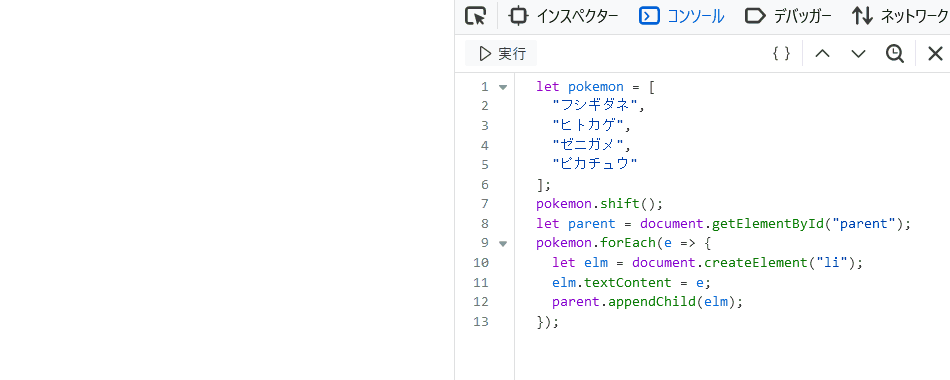 インスペクター コンソール デバッガー ネットワーク
実行 { }
1 let pokemon = [
2 "フシギダネ",
3 "ヒトカゲ",
4 "ゼニガメ",
5 "ピカチュウ"
6 ];
7 pokemon.shift();
8 let parent = document.getElementById("parent");
9 pokemon.forEach(e => {
10 let elm = document.createElement("li");
11 elm.textContent = e;
12 parent.appendChild(elm);
13 });